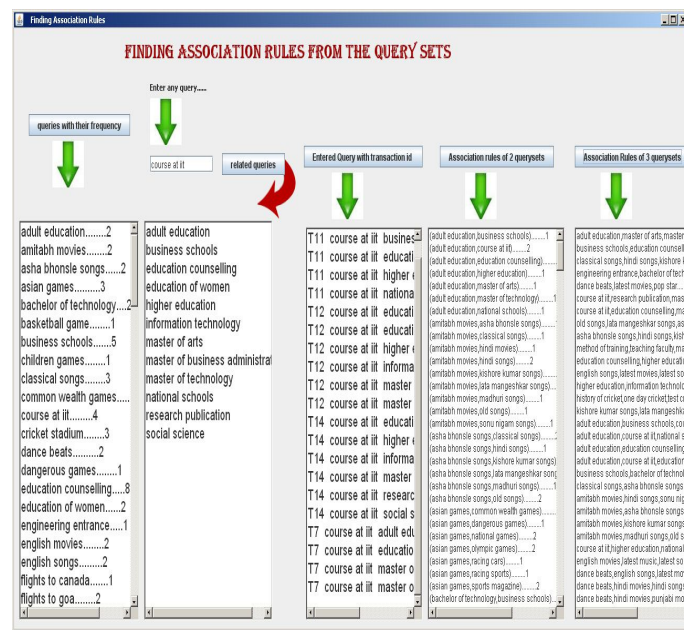 Finding Association Rules
FINDING ASSOCIATION RULES FROM THE QUERY SETS
Enter any query.....
queries with their frequency
course at iit
related queries
Entered Query with transaction id
Association rules of 2 querysets
Association Rules of 3 querysets
adult education........2
amitabh movies........2
asha bhonsle songs......2
asian games.........3
bachelor of technology....2
basketball game.......1
business schools.......5
children games.......1
classical songs.......3
common wealth games.....
course at iit.........4
cricket stadium.......3
dance beats.........2
dangerous games.......1
education counselling.....8
education of women......2
engineering entrance.....1
english movies.......2
english songs........2
flights to canada.......1
flights to goa........2
adult education
business schools
education counselling
education of women
higher education
information technology
master of arts
master of business administrat
master of technology
national schools
research publication
social science
T11 course at iit busines
T11 course at iit educati
T11 course at iit higher
T11 course at iit nationa
T12 course at iit educati
T12 course at iit educati
T12 course at iit higher
T12 course at iit informa
T12 course at iit master
T12 course at iit master
T14 course at iit educati
T14 course at iit higher
T14 course at iit informa
T14 course at iit master
T14 course at iit researc
T14 course at iit social s
T7 course at iit adult edu
T7 course at iit educatio
T7 course at iit master o
T7 course at iit master o
(adult education,business schools)........1
(adult education,course at iit)........2
(adult education,education counselling)........
(adult education,higher education)........1
(adult education,master of arts)........1
(adult education,master of technology)........1
(adult education,national schools)........1
(amitabh movies,asha bhonsle songs)........
(amitabh movies,classical songs)........1
(amitabh movies,hindi movies)........1
(amitabh movies,hindi songs)........2
(amitabh movies,kishore kumar songs)........
(amitabh movies,lata mangeshkar songs)....
(amitabh movies,madhuri songs)........1
(amitabh movies,old songs)........1
(amitabh movies,sonu nigam songs)........1
(asha bhonsle songs,classical songs)........
(asha bhonsle songs,hindi songs)........1
(asha bhonsle songs,kishore kumar songs)
(asha bhonsle songs,lata mangeshkar song
(asha bhonsle songs,madhuri songs)........1
(asha bhonsle songs,old songs)........2
(asian games,common wealth games)........
(asian games,dangerous games)........1
(asian games,national games)........2
(asian games,olympic games)........2
(asian games,racing cars)........1
(asian games,racing sports)........1
(asian games,sports magazine)........2
(bachelor of technology,business schools)...
adult education,master of arts,master
business schools,education counsell
classical songs,hindi songs,kishore k
engineering entrance,bachelor of tech
dance beats,latest movies,pop star....
course at iit,research publication,mas
course at iit,education counselling,ma
old songs,lata mangeshkar songs,as
asha bhonsle songs,hindi songs,kish
method of training,teaching faculty,ma
education counselling,higher education
english songs,latest movies,latest so
higher education,information technolo
history of cricket,one day cricket,test c
kishore kumar songs,lata mangeshka
adult education,business schools,cou
adult education,course at iit,national s
adult education,education counselling
adult education,course at iit,education
business schools,bachelor of technol
classical songs,asha bhonsle songs
amitabh movies,hindi songs,sonu nig
amitabh movies,asha bhonsle songs
amitabh movies,kishore kumar songs
amitabh movies,madhuri songs,old s
course at iit,higher education,national
english movies,latest music,latest so
dance beats,english songs,latest mov
dance beats,hindi movies,hindi songs
dance beats,hindi movies,punjabi mo